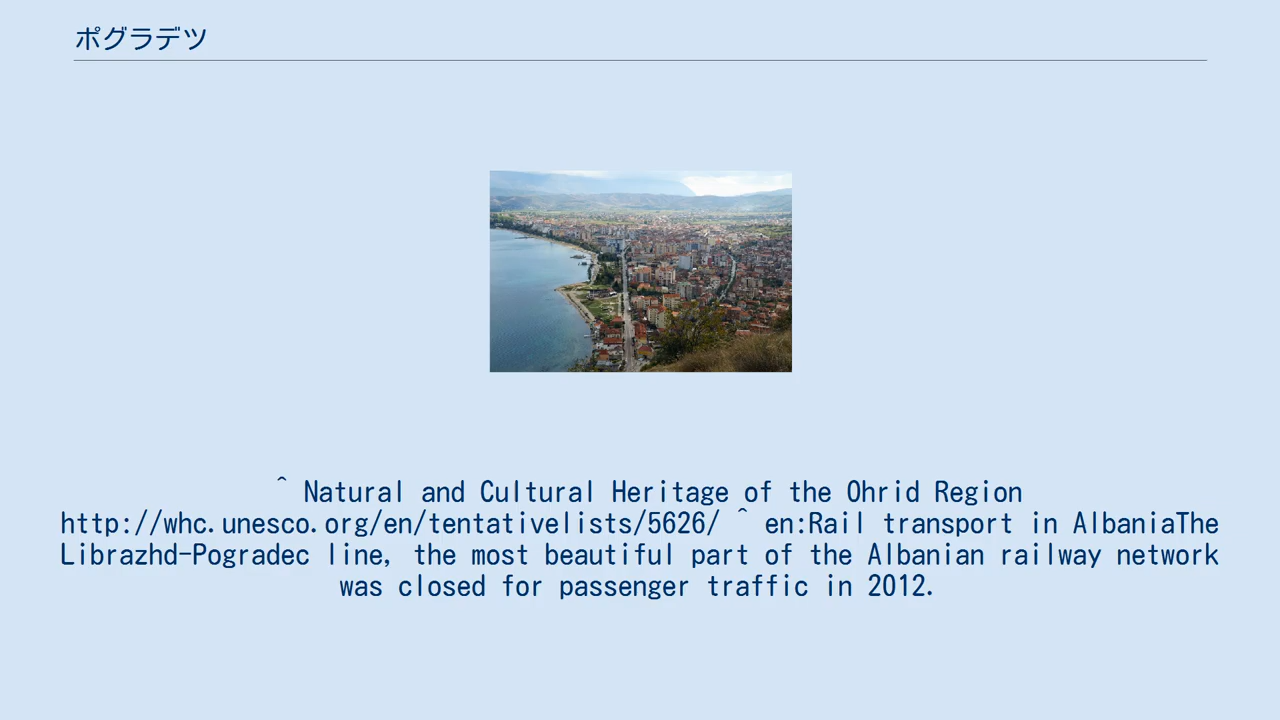 ポグラデツ
^ Natural and Cultural Heritage of the Ohrid Region
http://whc.unesco.org/en/tentativelists/5626/ ^ en:Rail transport in AlbaniaThe
Librazhd-Pogradec line, the most beautiful part of the Albanian railway network
was closed for passenger traffic in 2012.